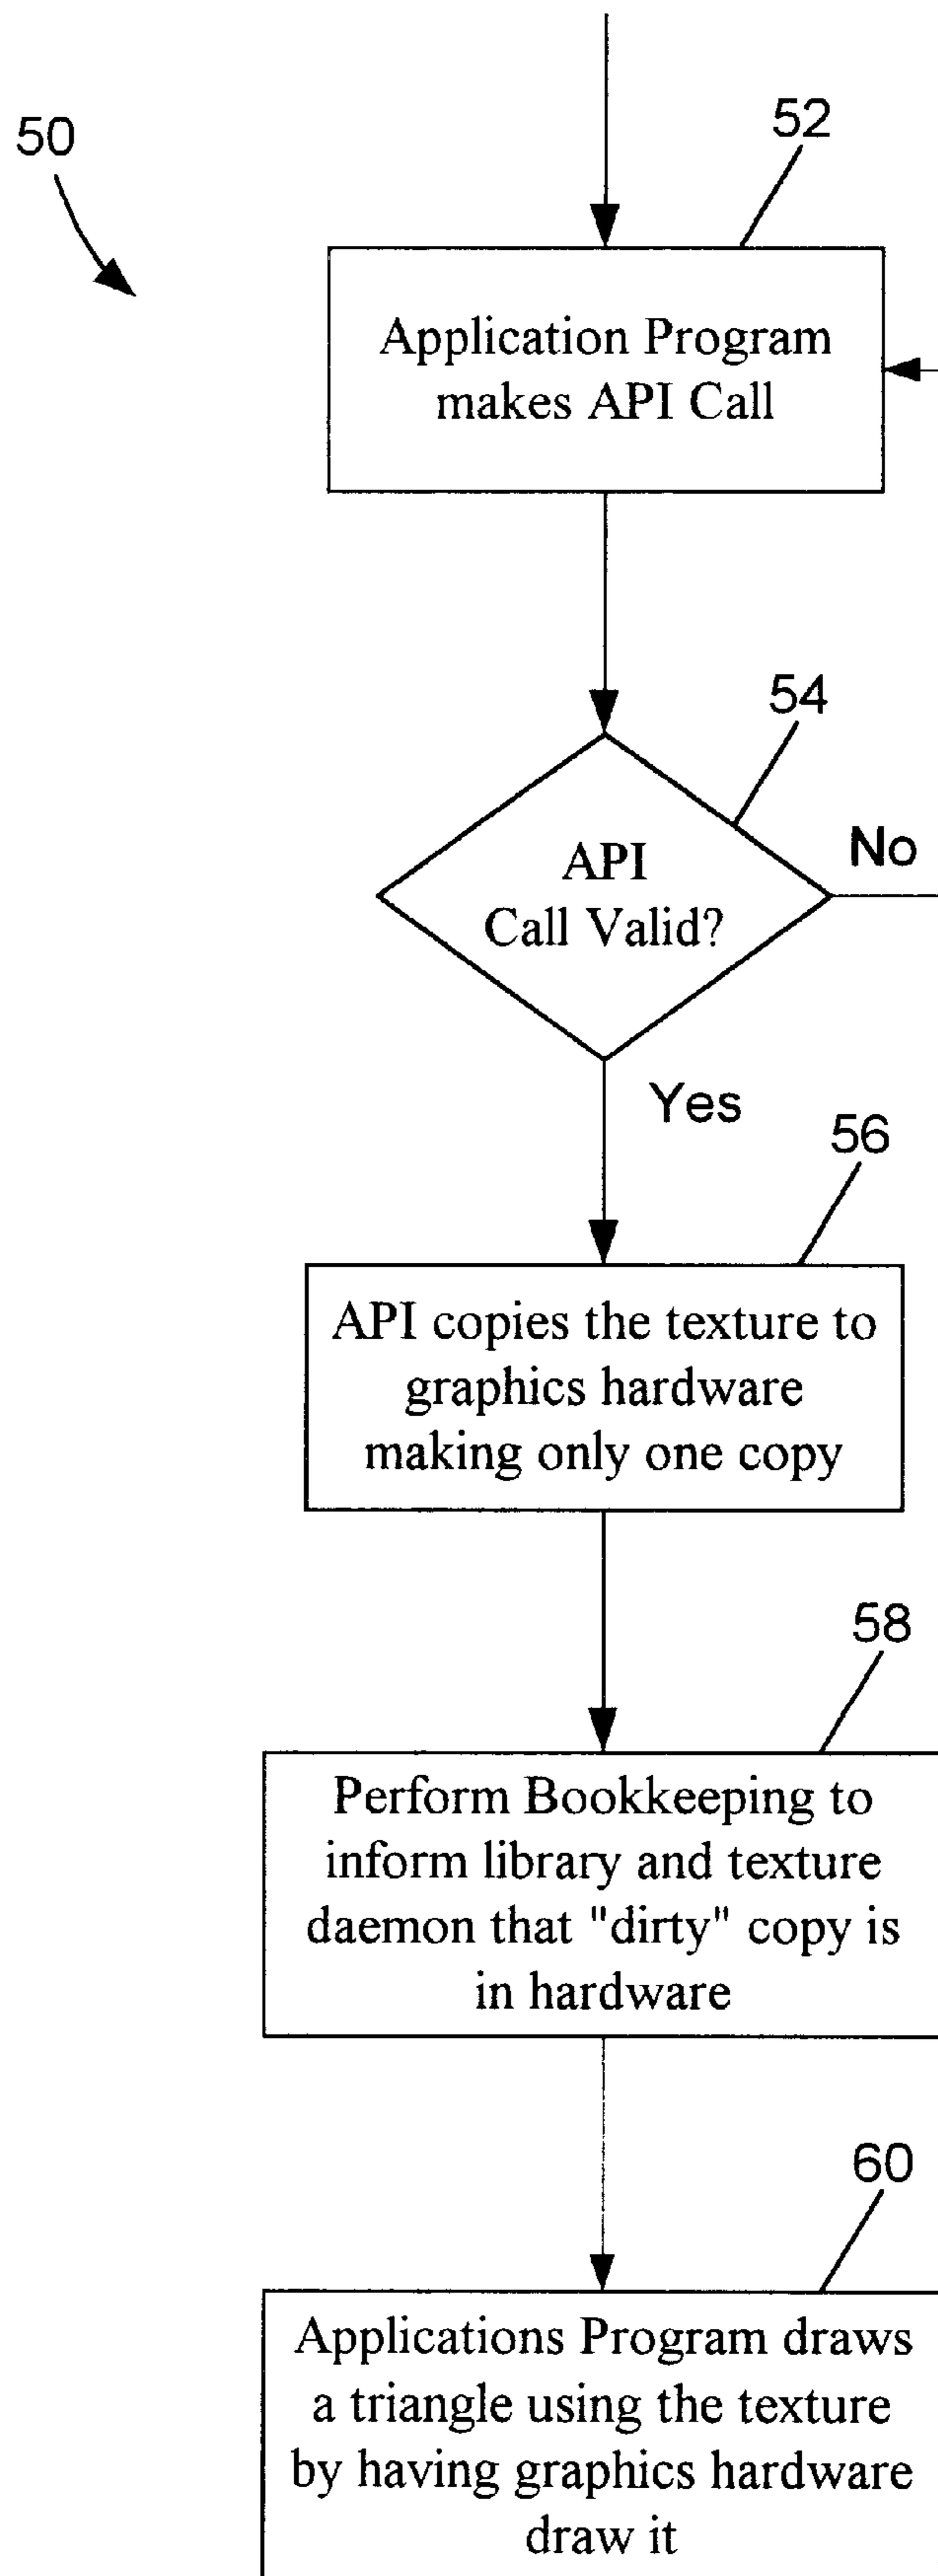 50
52
Application Program
makes API Call
54
API
Call Valid?
No
Yes
56
API copies the texture to
graphics hardware
making only one copy
58
Perform Bookkeeping to
inform library and texture
daemon that "dirty" copy is
in hardware
60
Applications Program draws
a triangle using the texture
by having graphics hardware
draw it